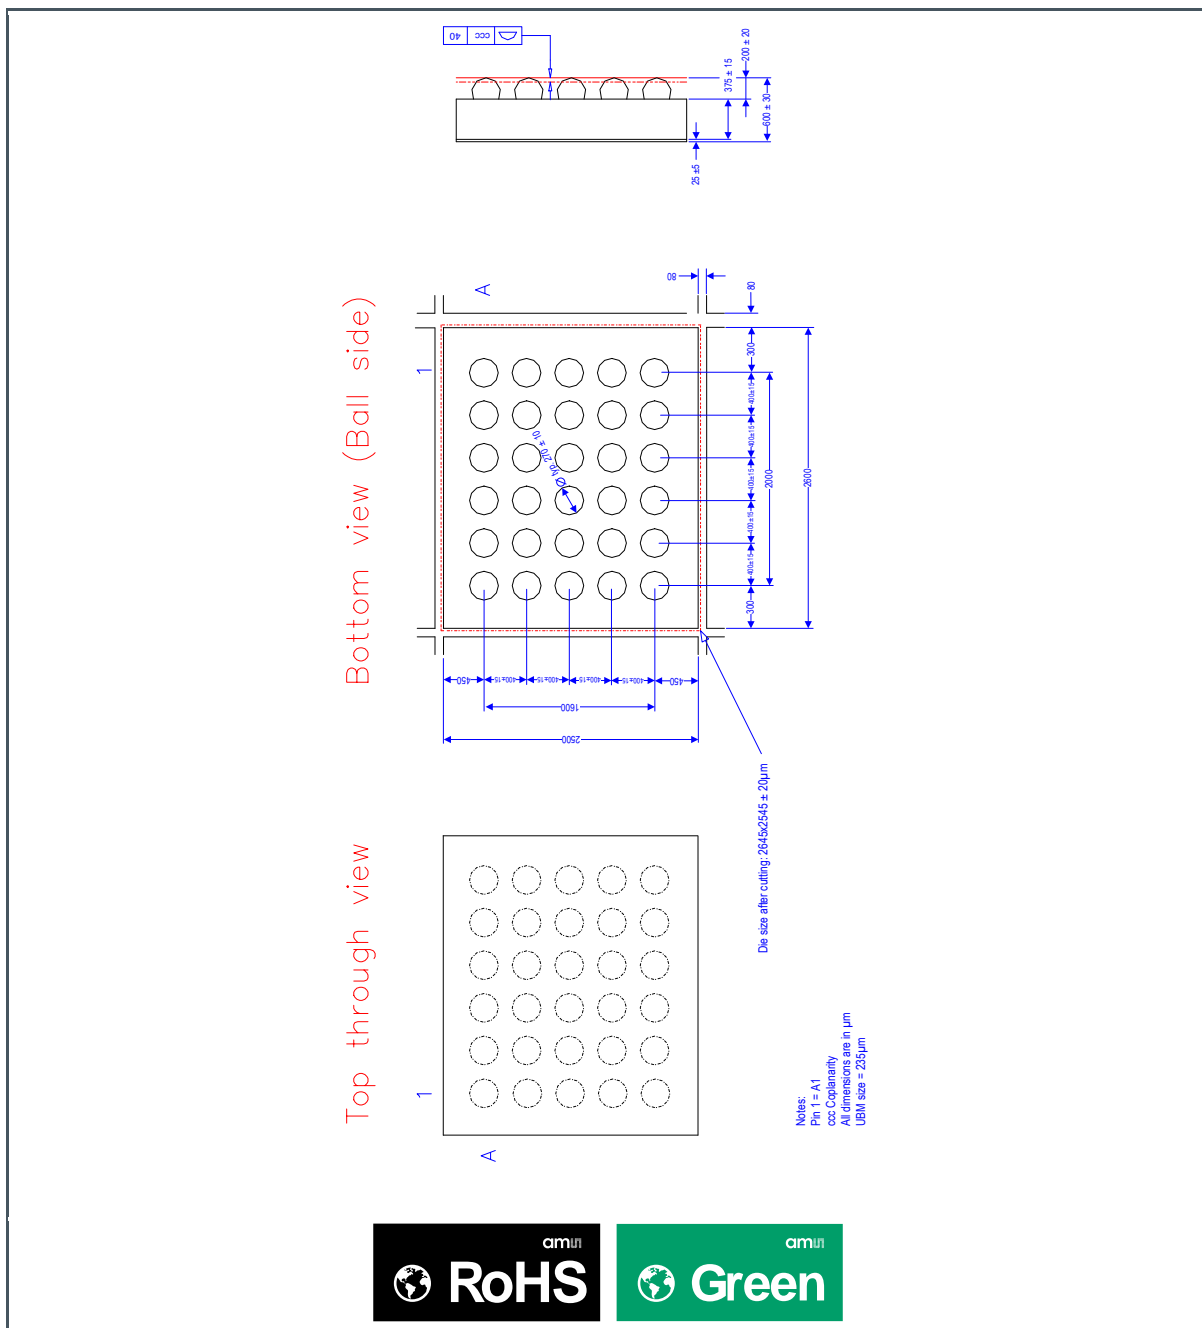 40 ccc
375 ± 15
200 ± 20
600 ± 30
25 ±5
Bottom view (Ball side)
A
1
80
80
300
400±15
400±15
400±15
400±15
400±15
300
2000
2600
Ø typ. 270 ± 10
450
400±15
400±15
400±15
400±15
450
1600
2500
Die size after cutting: 2645x2545 ± 20µm
Top through view
1
A
Notes:
Pin 1 = A1
ccc Coplanarity
All dimensions are in µm
UBM size = 235µm
am
RoHS
am
Green